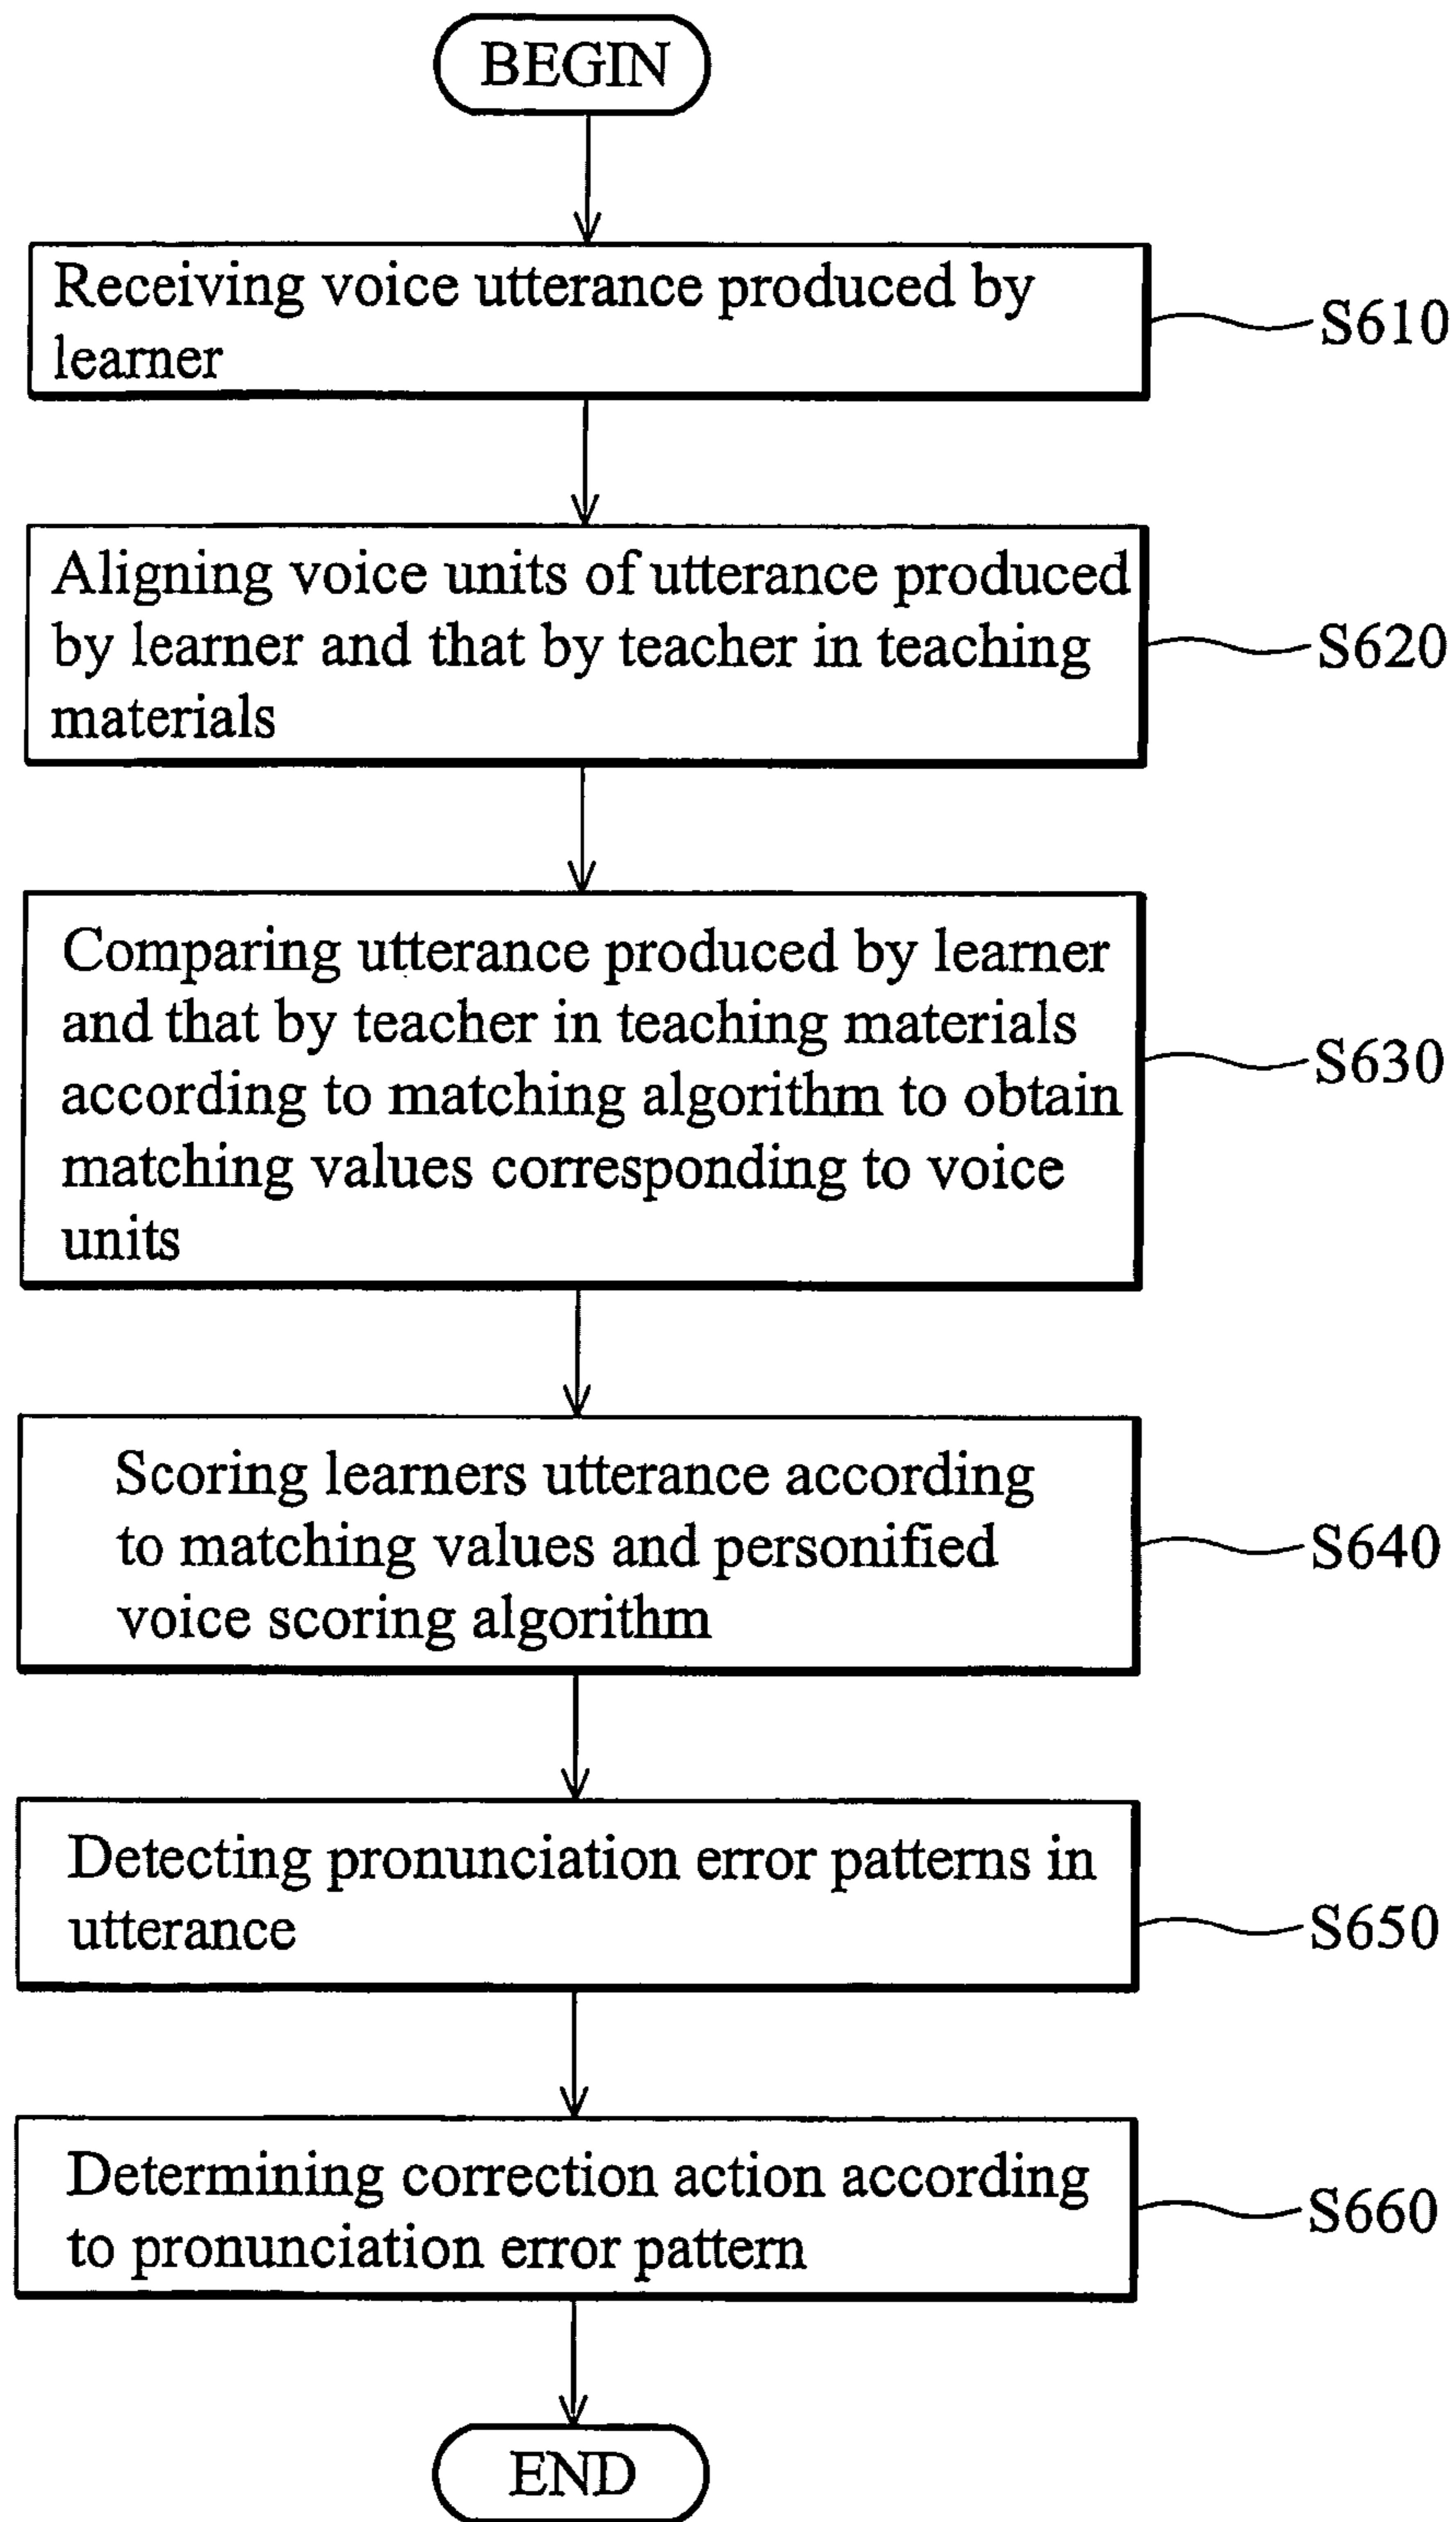 BEGIN
Receiving voice utterance produced by
learner
S610
Aligning voice units of utterance produced
by learner and that by teacher in teaching
materials
S620
Comparing utterance produced by learner
and that by teacher in teaching materials
according to matching algorithm to obtain
matching values corresponding to voice
units
S630
Scoring learners utterance according
to matching values and personified
voice scoring algorithm
S640
Detecting pronunciation error patterns in
utterance
S650
Determining correction action according
to pronunciation error pattern
S660
END